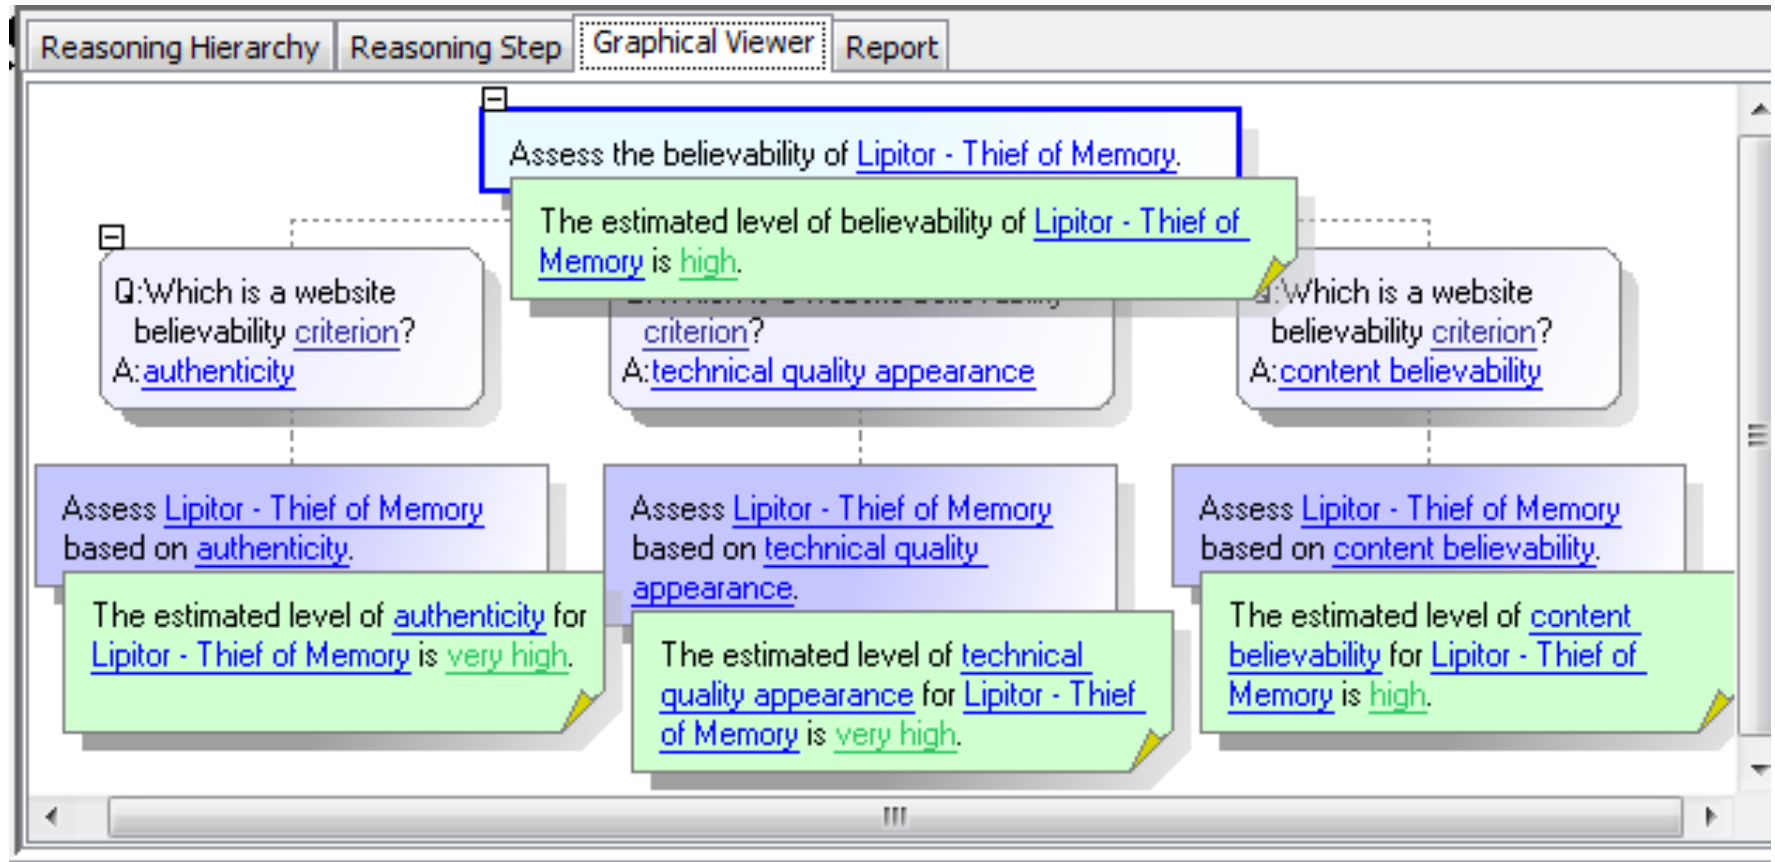 Reasoning Hierarchy
Reasoning Step
Graphical Viewer
Report
Assess the believability of Lipitor - Thief of Memory.
The estimated level of believability of Lipitor - Thief of
Memory is high.
Q:Which is a website
believability criterion?
A:authenticity
criterion?
A:technical quality appearance
Q:Which is a website
believability criterion?
A:content believability
Assess Lipitor - Thief of Memory
based on authenticity.
The estimated level of authenticity for
Lipitor - Thief of Memory is very high.
Assess Lipitor - Thief of Memory
based on technical quality
appearance.
The estimated level of technical
quality appearance for Lipitor - Thief
of Memory is very high.
Assess Lipitor - Thief of Memory
based on content believability.
The estimated level of content
believability for Lipitor - Thief of
Memory is high.